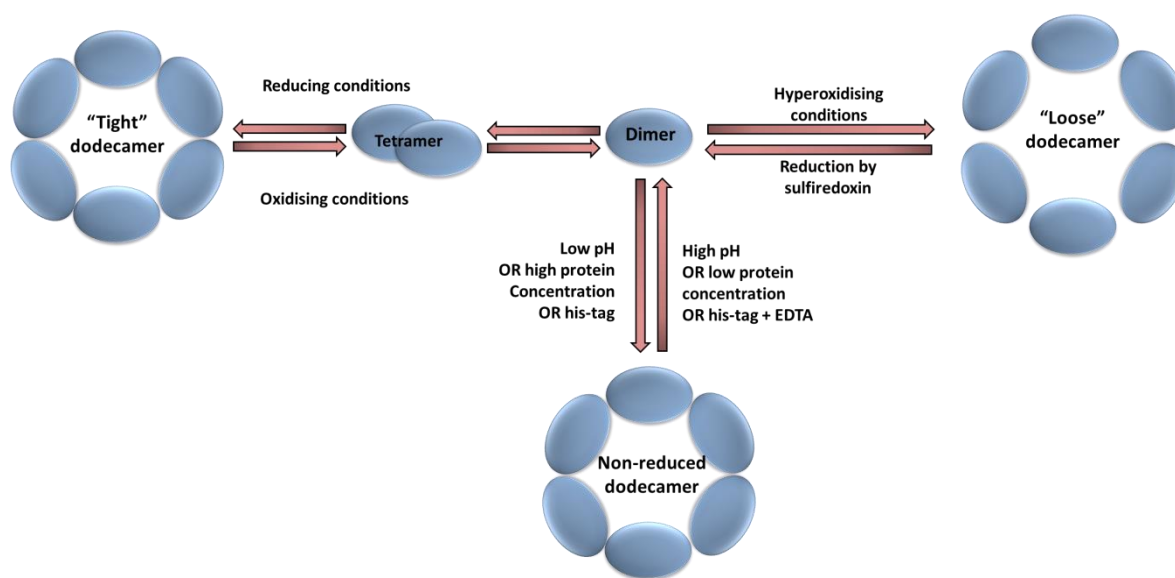 “Tight”
dodecamer
Reducing conditions
Tetramer
Oxidising conditions
Dimer
Hyperoxidising
conditions
Reduction by
sulfiredoxin
“Loose”
dodecamer
Low pH
OR high protein
Concentration
OR his-tag
High pH
OR low protein
concentration
OR his-tag + EDTA
Non-reduced
dodecamer